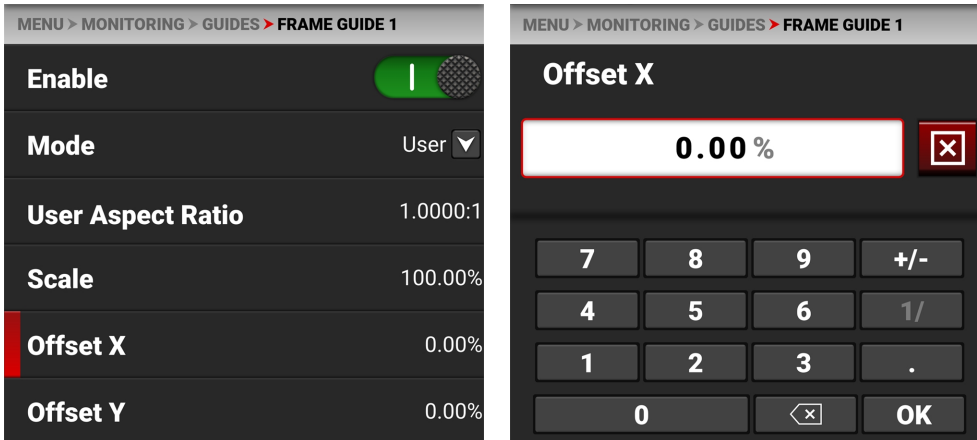 MENU > MONITORING > GUIDES > FRAME GUIDE 1
Enable
Mode User
User Aspect Ratio 1.0000:1
Scale 100.00%
Offset X 0.00%
Offset Y 0.00%
MENU > MONITORING > GUIDES > FRAME GUIDE 1
Offset X
0.00%
7 8 9 +/-
4 5 6 1/
1 2 3 .
0 OK